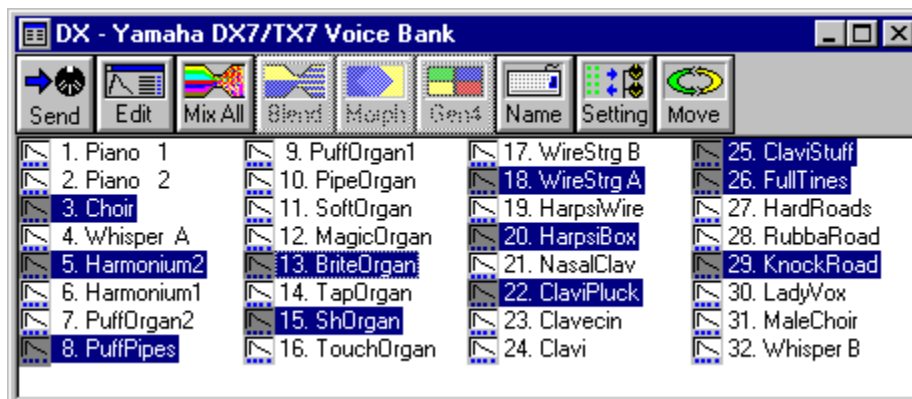 DX - Yamaha DX7/TX7 Voice Bank
Send Edit Mix All Blend Morph Gen4 Name Setting Move
1. Piano 1
2. Piano 2
3. Choir
4. Whisper A
5. Harmonium2
6. Harmonium1
7. PuffOrgan2
8. PuffPipes
9. PuffOrgan1
10. PipeOrgan
11. SoftOrgan
12. MagicOrgan
13. BriteOrgan
14. TapOrgan
15. ShOrgan
16. TouchOrgan
17. WireStrg B
18. WireStrg A
19. HarpsiWire
20. HarpsiBox
21. NasalClav
22. ClaviPluck
23. Clavecin
24. Clavi
25. ClaviStuff
26. FullTines
27. HardRoads
28. RubbaRoad
29. KnockRoad
30. LadyVox
31. MaleChoir
32. Whisper B